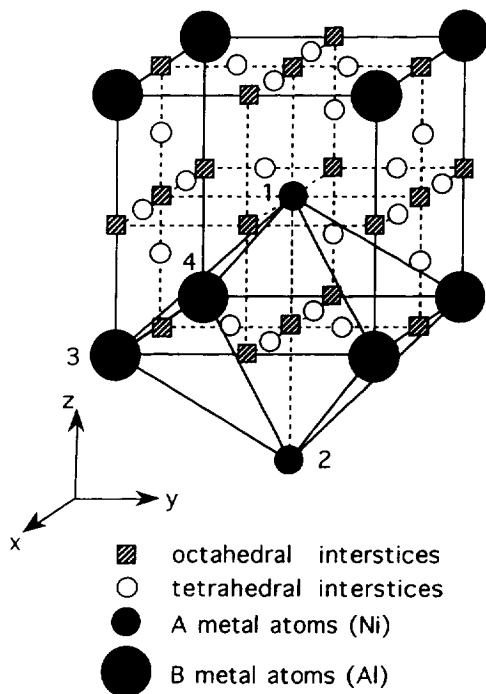 1
4
3
2
z
y
x
octahedral interstices
tetrahedral interstices
A metal atoms (Ni)
B metal atoms (Al)